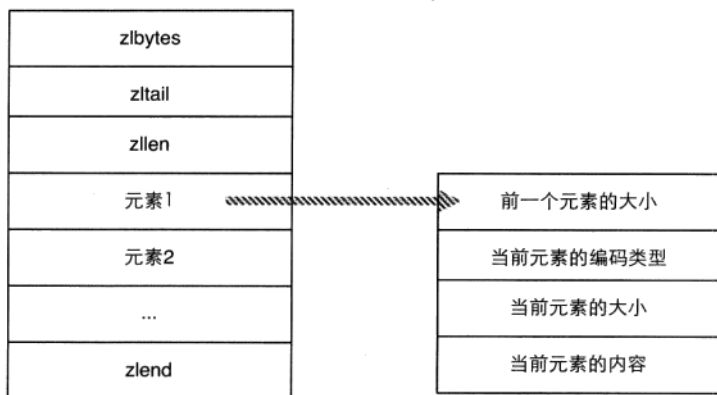 zlbytes
zltail
zllen
元素1
元素2
...
zlend
前一个元素的大小
当前元素的编码类型
当前元素的大小
当前元素的内容